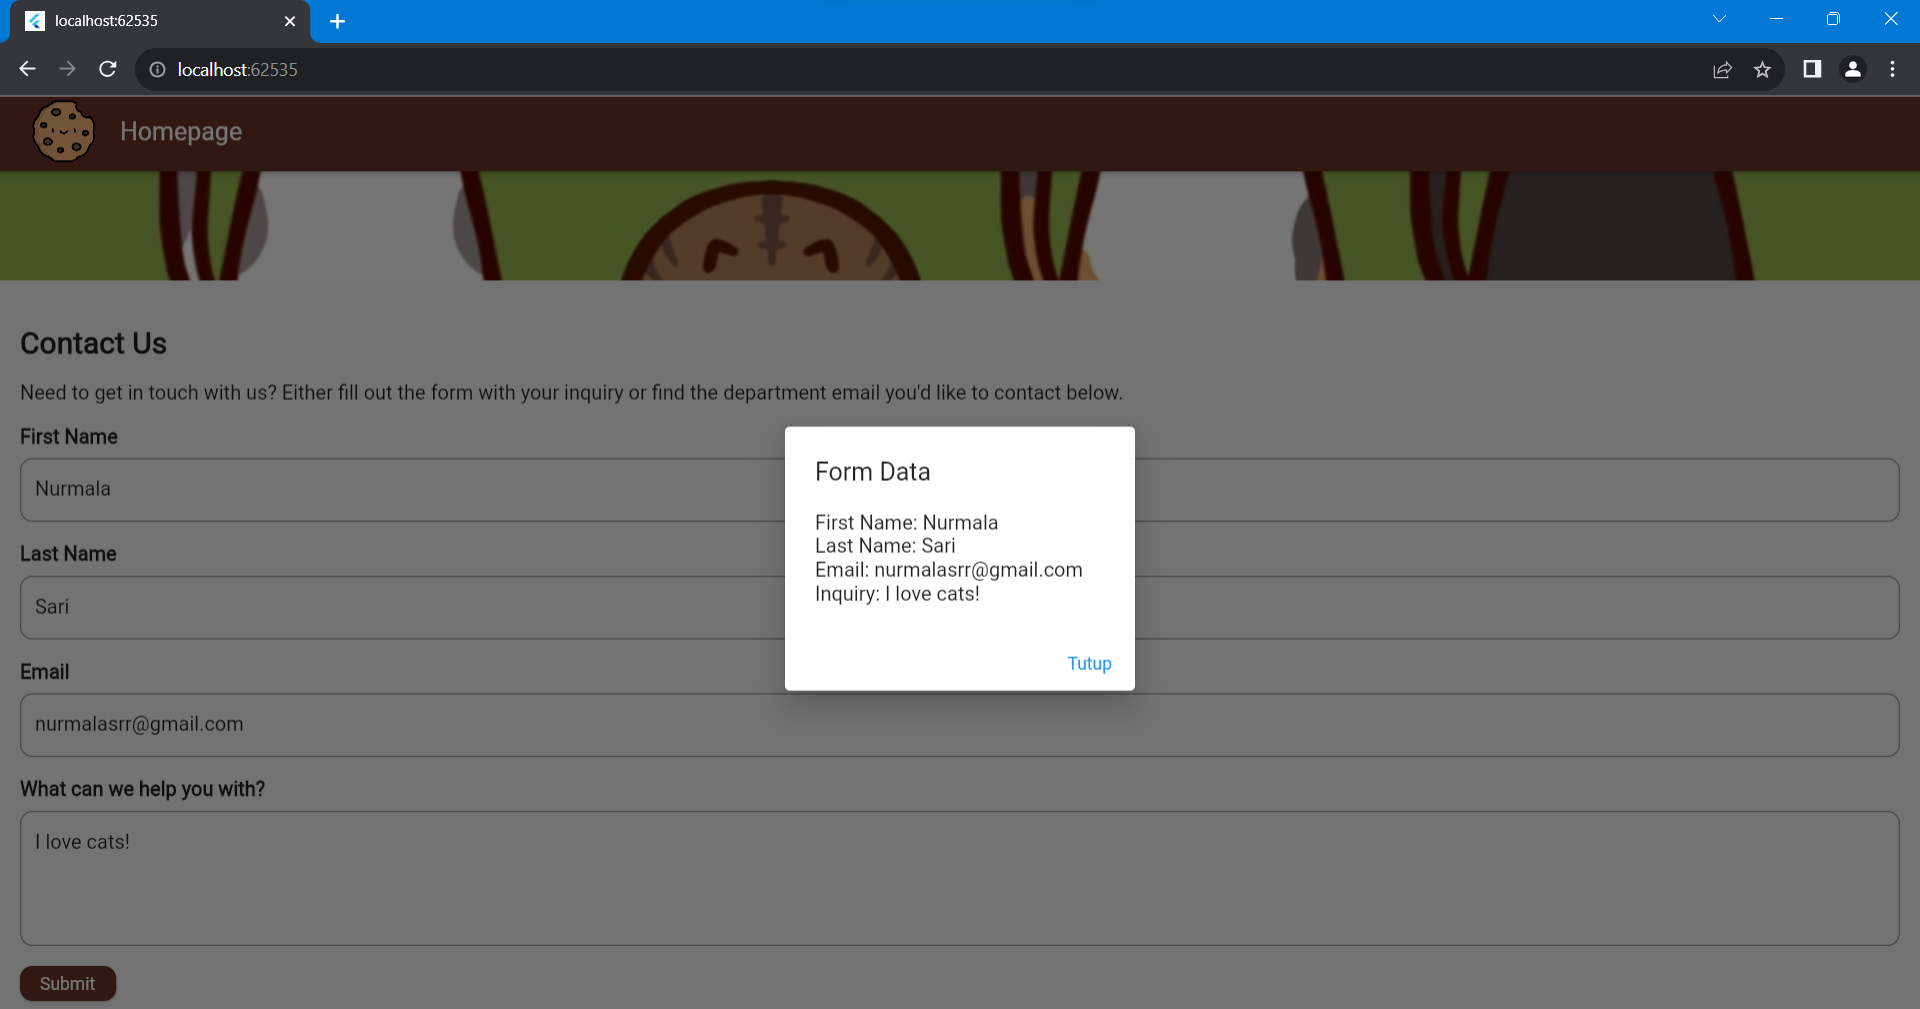 localhost:62535
localhost:62535
Homepage
Contact Us
Need to get in touch with us? Either fill out the form with your inquiry or find the department email you'd like to contact below.
First Name
Nurmala
Last Name
Sari
Email
nurmalasrr@gmail.com
What can we help you with?
I love cats!
Submit
Form Data
First Name: Nurmala
Last Name: Sari
Email: nurmalasrr@gmail.com
Inquiry: I love cats!
Tutup